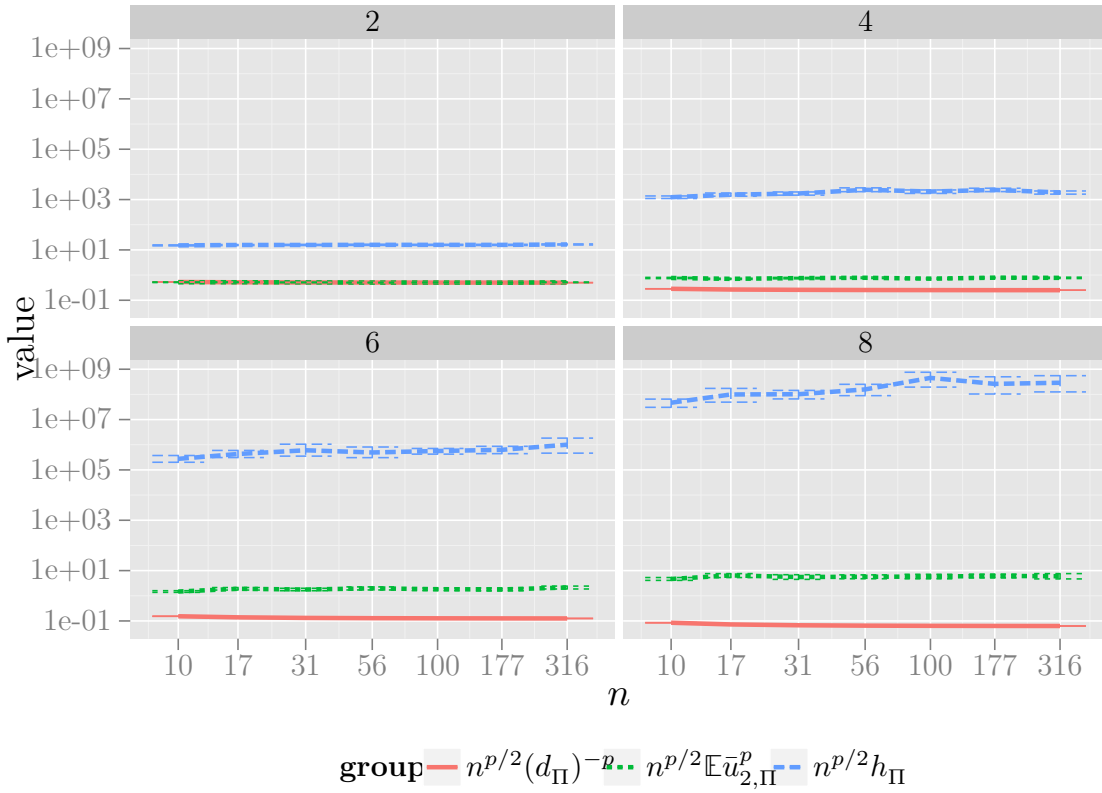 2 4
1e+09
1e+07
1e+05
1e+03
1e+01
1e-01
value
6 8
1e+09
1e+07
1e+05
1e+03
1e+01
1e-01
10 17 31 56 100 177 316 10 17 31 56 100 177 316
n
group n^{p/2}(d_Π)^{-p} n^{p/2}𝔼ū^p_{2,Π} n^{p/2}h_Π